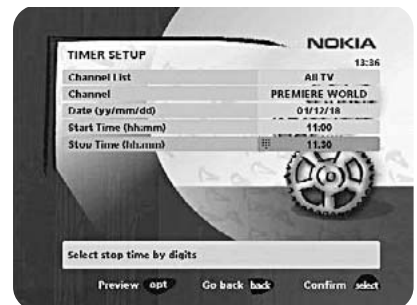 NOKIA
TIMER SETUP
13:36
Channel List All TV
Channel PREMIERE WORLD
Date (yy/mm/dd) 01/12/18
Start Time (hh:mm) 11:00
Stop Time (hh:mm) 11:30
Select stop time by digits
Preview opt Go back back Confirm select